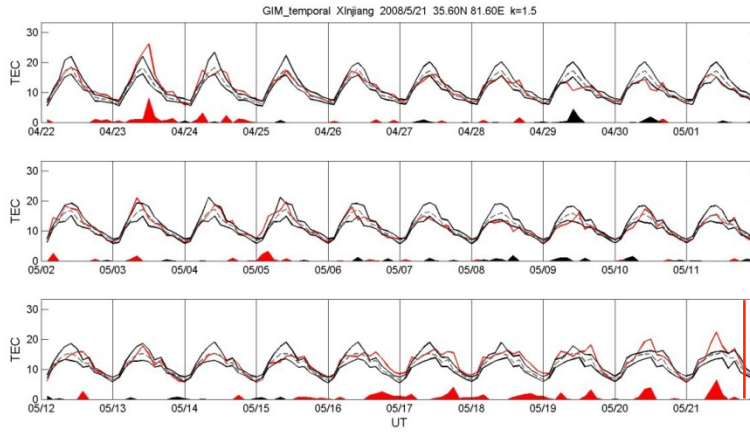 GIM_temporal XInjiang 2008/5/21 35.60N 81.60E k=1.5
30
20
TEC
10
0
04/22 04/23 04/24 04/25 04/26 04/27 04/28 04/29 04/30 05/01
30
20
TEC
10
0
05/02 05/03 05/04 05/05 05/06 05/07 05/08 05/09 05/10 05/11
30
20
TEC
10
0
05/12 05/13 05/14 05/15 05/16 05/17 05/18 05/19 05/20 05/21
UT